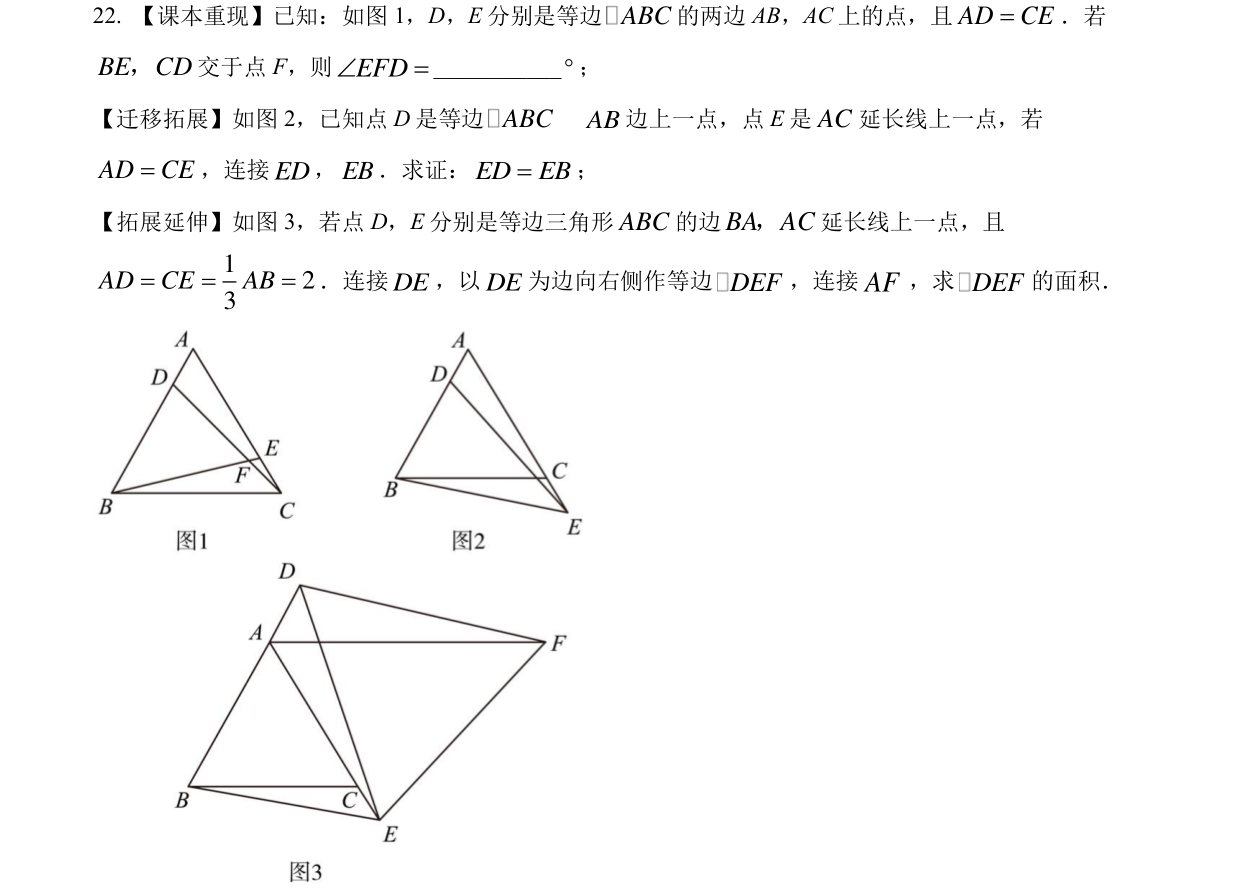 22. 【课本重现】已知：如图 1，D，E 分别是等边□ABC 的两边 AB，AC 上的点，且 AD = CE．若
BE，CD 交于点 F，则 ∠EFD = ___________°；
【迁移拓展】如图 2，已知点 D 是等边□ABC AB 边上一点，点 E 是 AC 延长线上一点，若
AD = CE，连接 ED，EB．求证：ED = EB；
【拓展延伸】如图 3，若点 D，E 分别是等边三角形 ABC 的边 BA，AC 延长线上一点，且
AD = CE = 1/3 AB = 2．连接 DE，以 DE 为边向右侧作等边□DEF，连接 AF，求□DEF 的面积．
A
D
E
F
B
C
图1
A
D
C
B
E
图2
D
A
F
B
C
E
图3